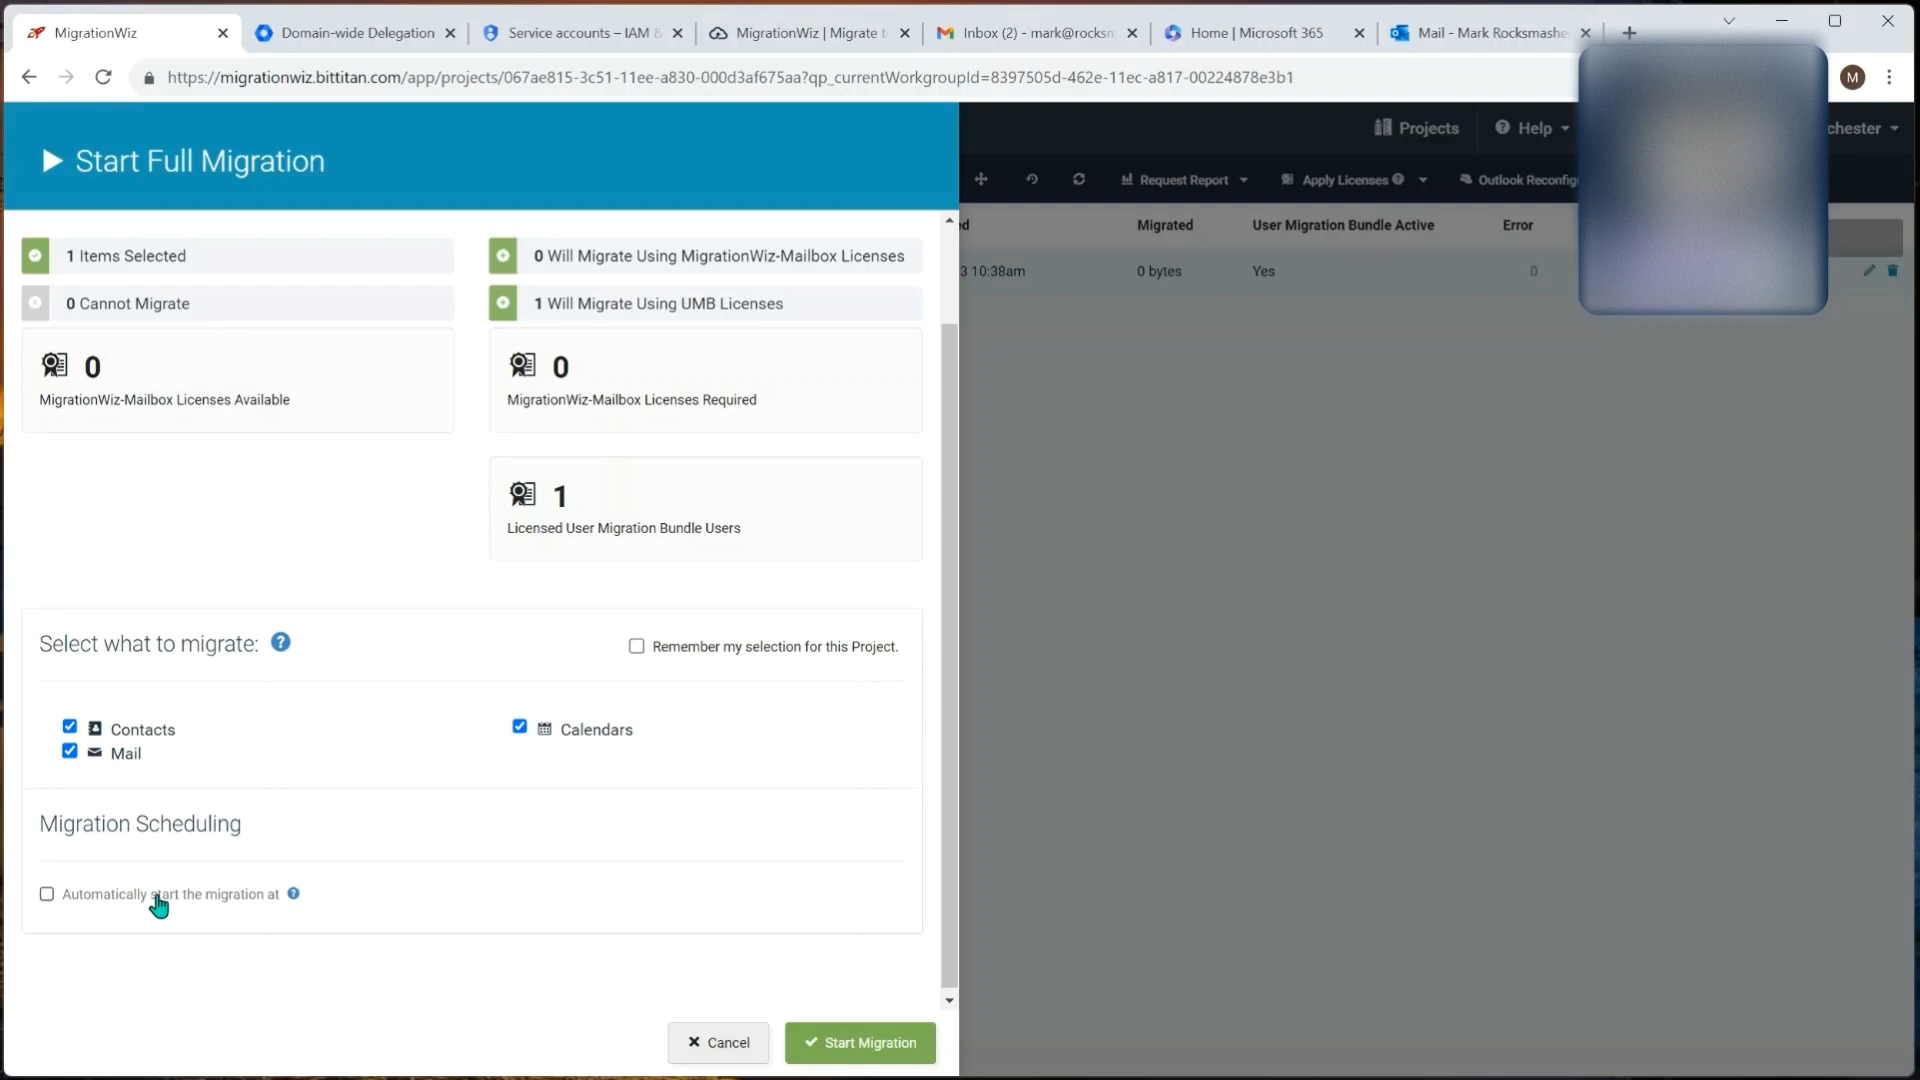 MigrationWiz
Domain-wide Delegation
Service accounts – IAM &
MigrationWiz | Migrate t
Inbox (2) - mark@rocksm
Home | Microsoft 365
Mail - Mark Rocksmashe
https://migrationwiz.bittitan.com/app/projects/067ae815-3c51-11ee-a830-000d3af675aa?qp_currentWorkgroupId=8397505d-462e-11ec-a817-00224878e3b1
M
Projects
Help
chester
Start Full Migration
Request Report
Apply Licenses
Outlook Reconfig
ed
Migrated
User Migration Bundle Active
Error
3 10:38am
0 bytes
Yes
0
1 Items Selected
0 Will Migrate Using MigrationWiz-Mailbox Licenses
0 Cannot Migrate
1 Will Migrate Using UMB Licenses
0
MigrationWiz-Mailbox Licenses Available
0
MigrationWiz-Mailbox Licenses Required
1
Licensed User Migration Bundle Users
Select what to migrate: ?
Remember my selection for this Project.
Contacts
Calendars
Mail
Migration Scheduling
Automatically start the migration at ?
Cancel
Start Migration